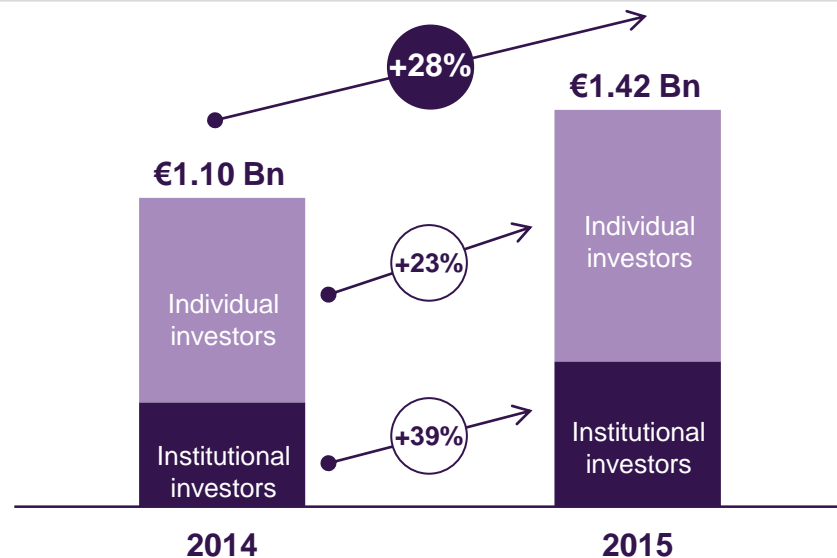 +28%
€1.42 Bn
€1.10 Bn
Individual
investors
+23%
Individual
investors
+39%
Institutional
investors
Institutional
investors
2014
2015